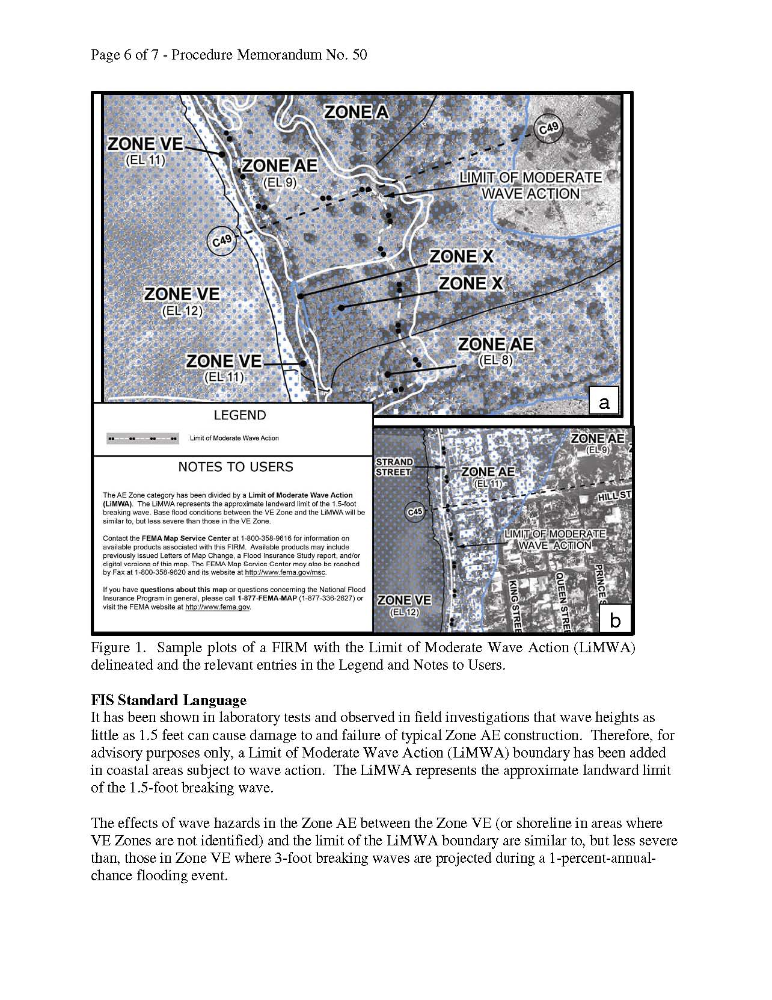 Page 6 of 7 - Procedure Memorandum No. 50
ZONE A
C49
ZONE VE
(EL 11)
ZONE AE
(EL 9)
LIMIT OF MODERATE
WAVE ACTION
C49
ZONE X
ZONE X
ZONE VE
(EL 12)
ZONE AE
(EL 8)
ZONE VE
(EL 11)
a
LEGEND
Limit of Moderate Wave Action
NOTES TO USERS
The AE Zone category has been divided by a Limit of Moderate Wave Action
(LiMWA). The LiMWA represents the approximate landward limit of the 1.5-foot
breaking wave. Base flood conditions between the VE Zone and the LiMWA will be
similar to, but less severe than those in the VE Zone.
Contact the FEMA Map Service Center at 1-800-358-9616 for information on
available products associated with this FIRM. Available products may include
previously issued Letters of Map Change, a Flood Insurance Study report, and/or
digital versions of this map. The FEMA Map Service Center may also be reached
by Fax at 1-800-358-9620 and its website at http://www.fema.gov/msc.
If you have questions about this map or questions concerning the National Flood
Insurance Program in general, please call 1-877-FEMA-MAP (1-877-336-2627) or
visit the FEMA website at http://www.fema.gov.
ZONE AE
(EL 9)
STRAND
STREET
ZONE AE
(EL 11)
HILL ST
C45
LIMIT OF MODERATE
WAVE ACTION
KING STREE
QUEEN STREE
PRINCE S
ZONE VE
(EL 12)
b
Figure 1. Sample plots of a FIRM with the Limit of Moderate Wave Action (LiMWA)
delineated and the relevant entries in the Legend and Notes to Users.
FIS Standard Language
It has been shown in laboratory tests and observed in field investigations that wave heights as
little as 1.5 feet can cause damage to and failure of typical Zone AE construction. Therefore, for
advisory purposes only, a Limit of Moderate Wave Action (LiMWA) boundary has been added
in coastal areas subject to wave action. The LiMWA represents the approximate landward limit
of the 1.5-foot breaking wave.
The effects of wave hazards in the Zone AE between the Zone VE (or shoreline in areas where
VE Zones are not identified) and the limit of the LiMWA boundary are similar to, but less severe
than, those in Zone VE where 3-foot breaking waves are projected during a 1-percent-annual-
chance flooding event.